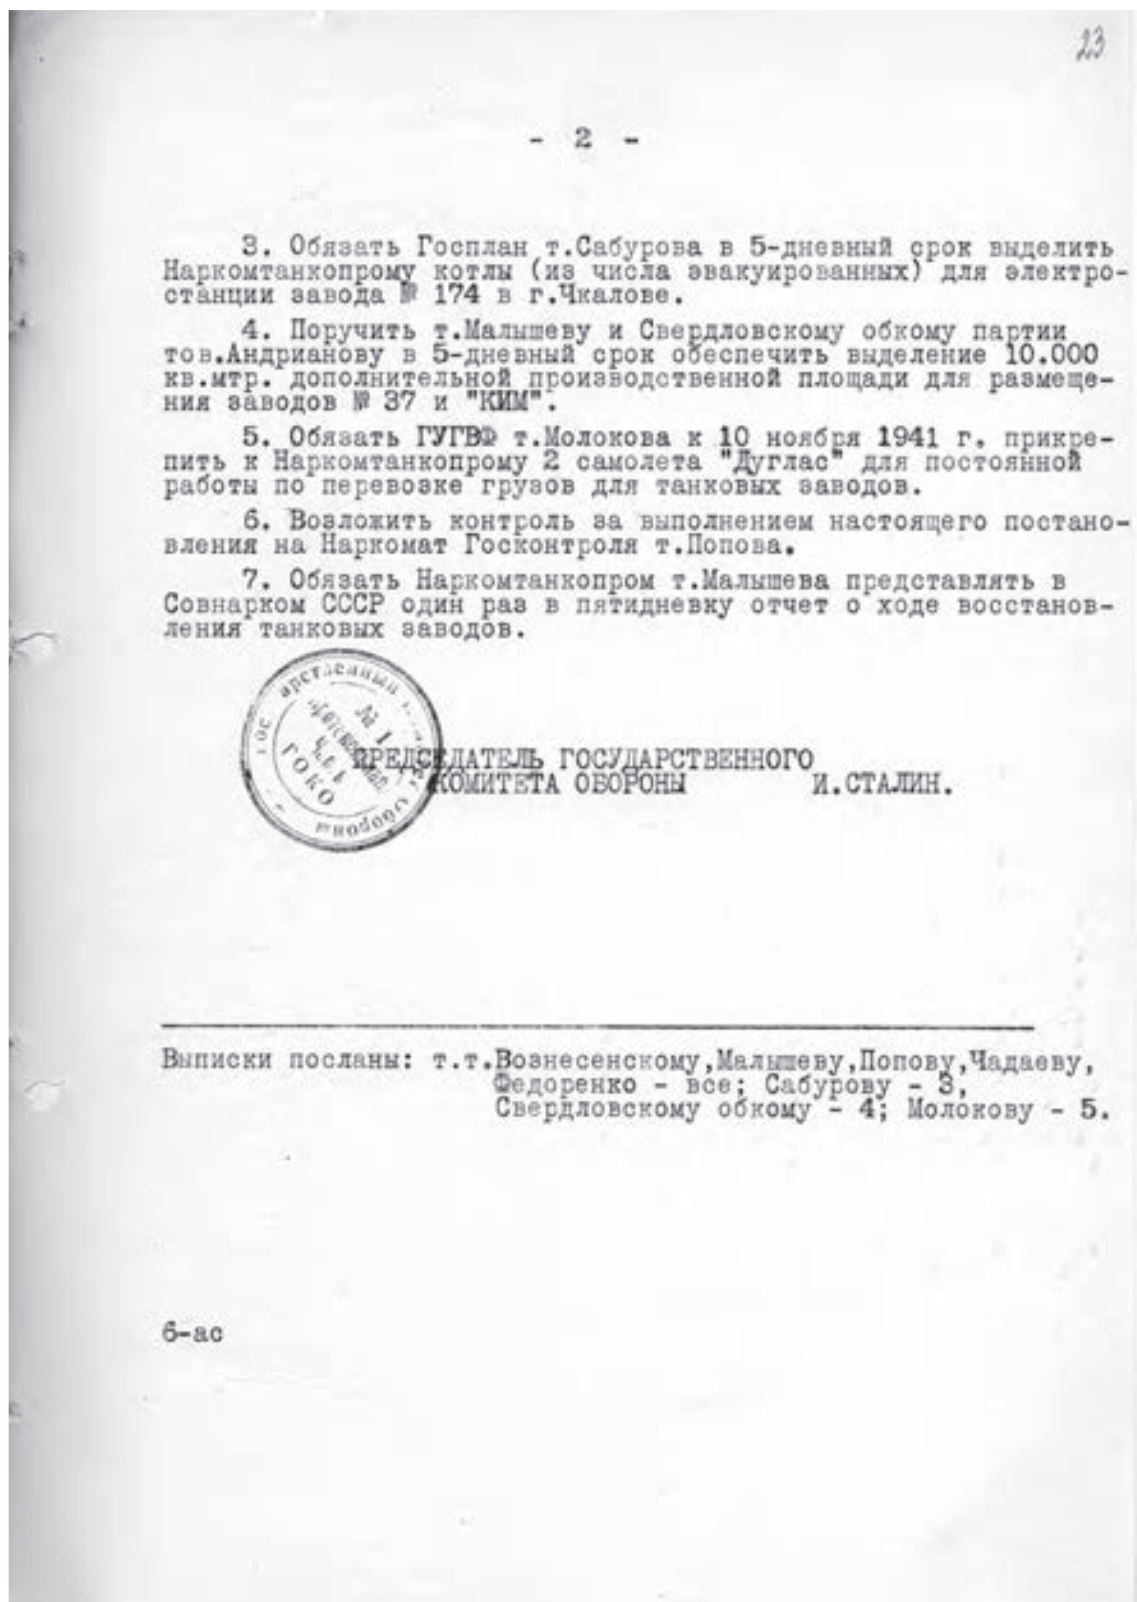 23
- 2 -
3. Обязать Госплан т.Сабурова в 5-дневный срок выделить
Наркомтанкопрому котлы (из числа эвакуированных) для электро-
станции завода № 174 в г.Чкалове.
4. Поручить т.Малышеву и Свердловскому обкому партии
тов.Андрианову в 5-дневный срок обеспечить выделение 10.000
кв.мтр. дополнительной производственной площади для размеще-
ния заводов № 37 и "КИМ".
5. Обязать ГУГВФ т.Молокова к 10 ноября 1941 г. прикре-
пить к Наркомтанкопрому 2 самолета "Дуглас" для постоянной
работы по перевозке грузов для танковых заводов.
6. Возложить контроль за выполнением настоящего постано-
вления на Наркомат Госконтроля т.Попова.
7. Обязать Наркомтанкопром т.Малышева представлять в
Совнарком СССР один раз в пятидневку отчет о ходе восстанов-
ления танковых заводов.
№ 1
ГОКО
Обороны
ПРЕДСЕДАТЕЛЬ ГОСУДАРСТВЕННОГО
КОМИТЕТА ОБОРОНЫ И.СТАЛИН.
Выписки посланы: т.т.Вознесенскому,Малышеву,Попову,Чадаеву,
Федоренко - все; Сабурову - 3,
Свердловскому обкому - 4; Молокову - 5.
6-ас